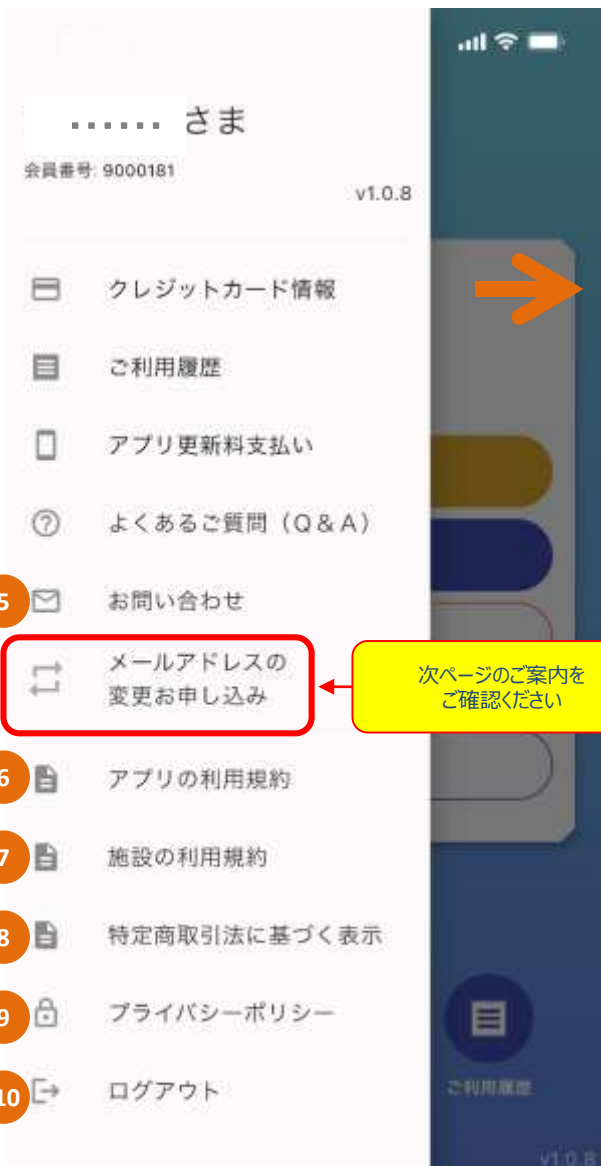 ・・・・・・ さま
会員番号: 9000181
v1.0.8
クレジットカード情報
ご利用履歴
アプリ更新料支払い
よくあるご質問（Q＆A）
5 お問い合わせ
メールアドレスの
変更お申し込み
次ページのご案内を
ご確認ください
6 アプリの利用規約
7 施設の利用規約
8 特定商取引法に基づく表示
9 プライバシーポリシー
10 ログアウト
ご利用履歴
v1.0.8